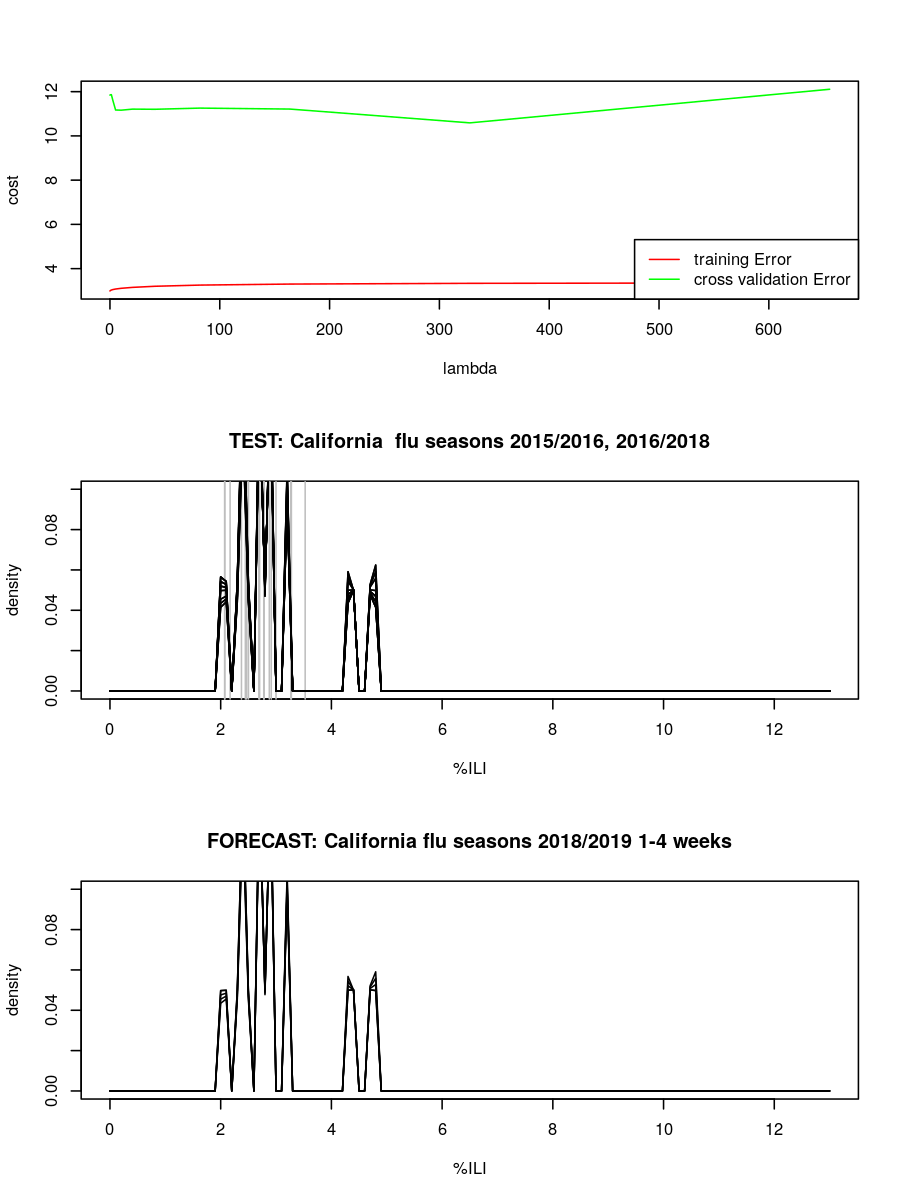 12
10
8
6
4
cost
training Error
cross validation Error
0 100 200 300 400 500 600
lambda
TEST: California  flu seasons 2015/2016, 2016/2018
0.08
0.04
0.00
density
0 2 4 6 8 10 12
%ILI
FORECAST: California flu seasons 2018/2019 1-4 weeks
0.08
0.04
0.00
density
0 2 4 6 8 10 12
%ILI